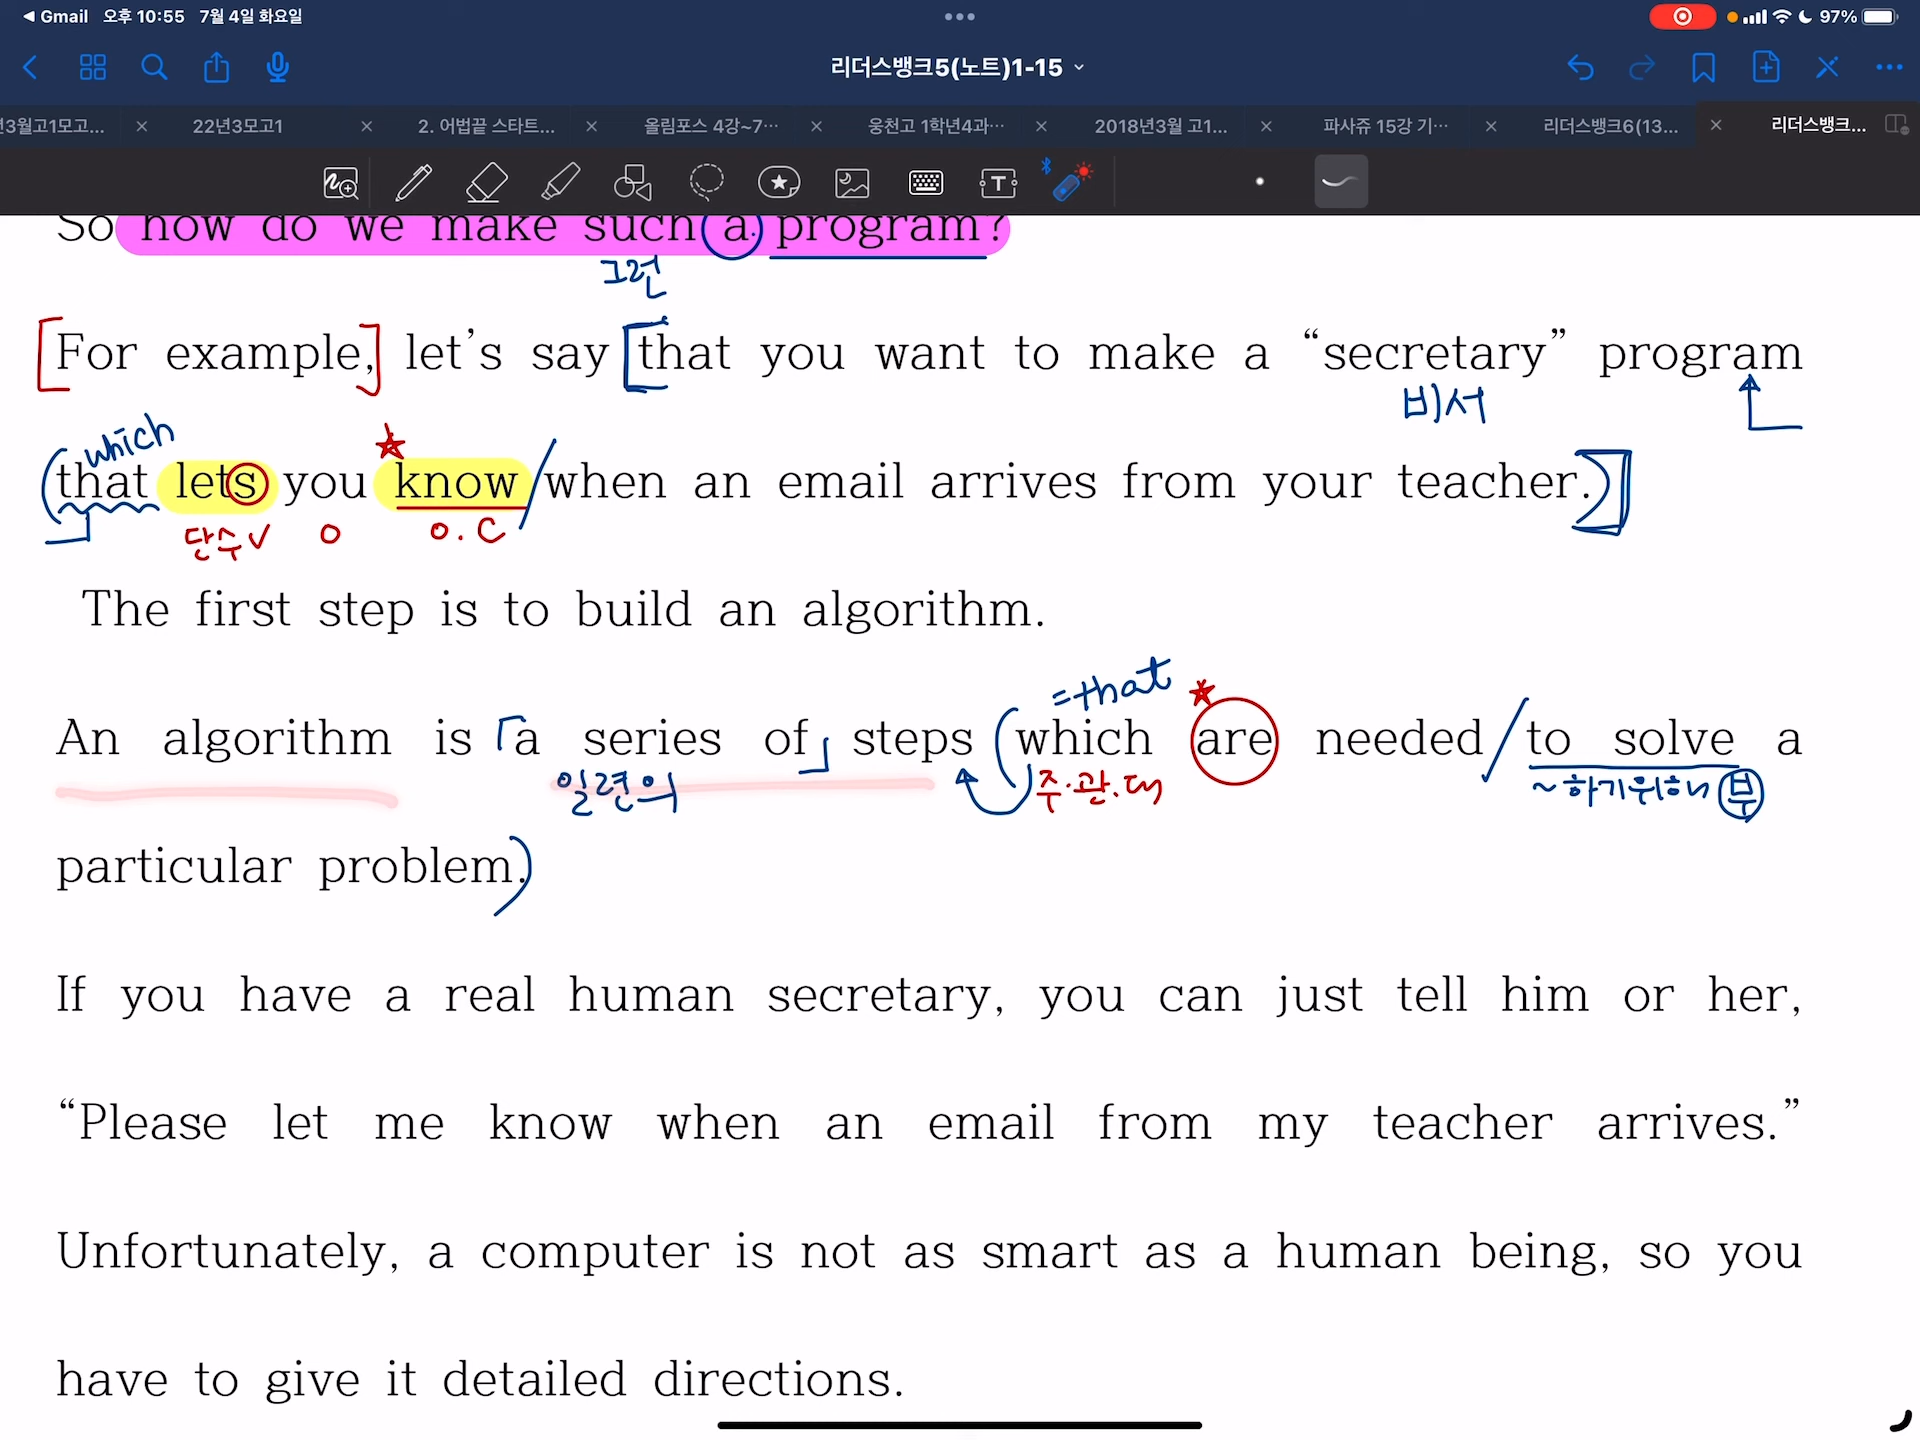 Gmail 오후 10:55 7월 4일 화요일 97%
리더스뱅크5(노트)1-15
년3월고1모고... 22년3모고1 2. 어법끝 스타트... 올림포스 4강~7… 웅천고 1학년4과… 2018년3월 고1... 파사쥬 15강 기… 리더스뱅크6(13... 리더스뱅크...
So how do we make such a program?
그런
For example, let's say that you want to make a “secretary” program
비서
which
that lets you know when an email arrives from your teacher.
단수V O O.C
The first step is to build an algorithm.
=that
An algorithm is a series of steps which are needed to solve a
일련의 주.관.대 ~하기위해 부
particular problem.
If you have a real human secretary, you can just tell him or her,
“Please let me know when an email from my teacher arrives.”
Unfortunately, a computer is not as smart as a human being, so you
have to give it detailed directions.